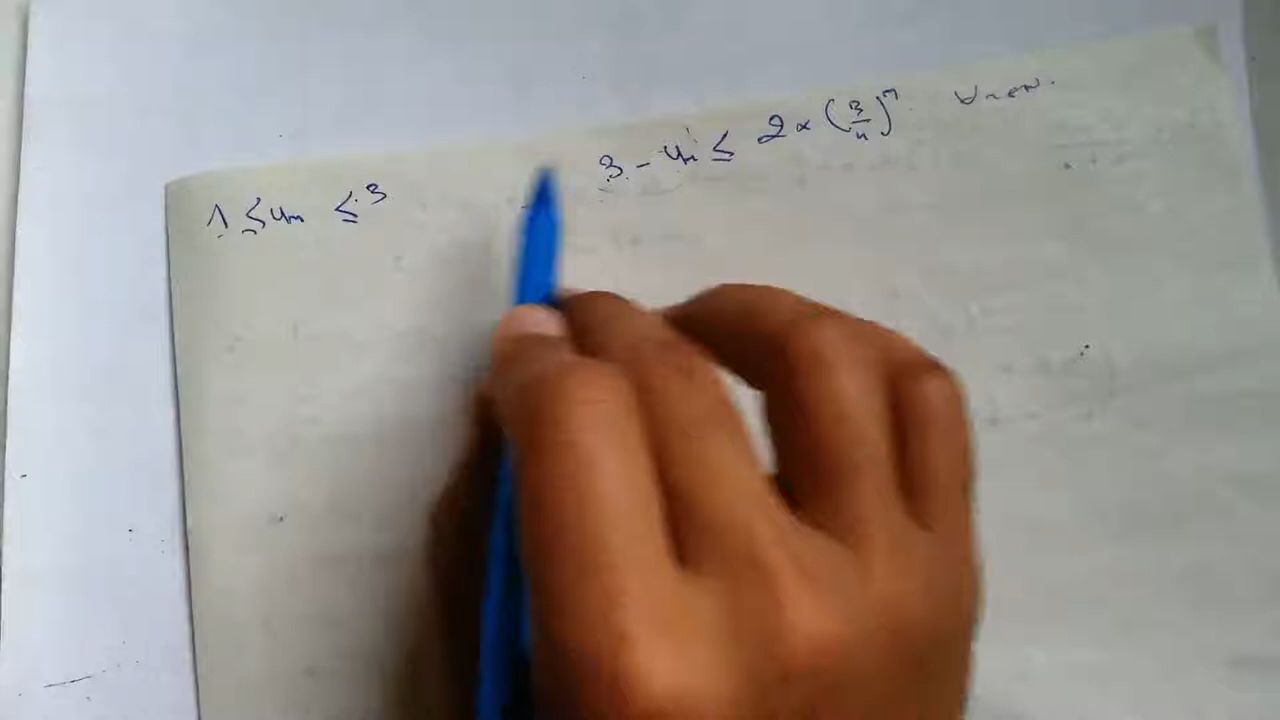 1 ≤ Un ≤ 3
3 - Un ≤ 2 × (3/4)^n ∀n∈N.